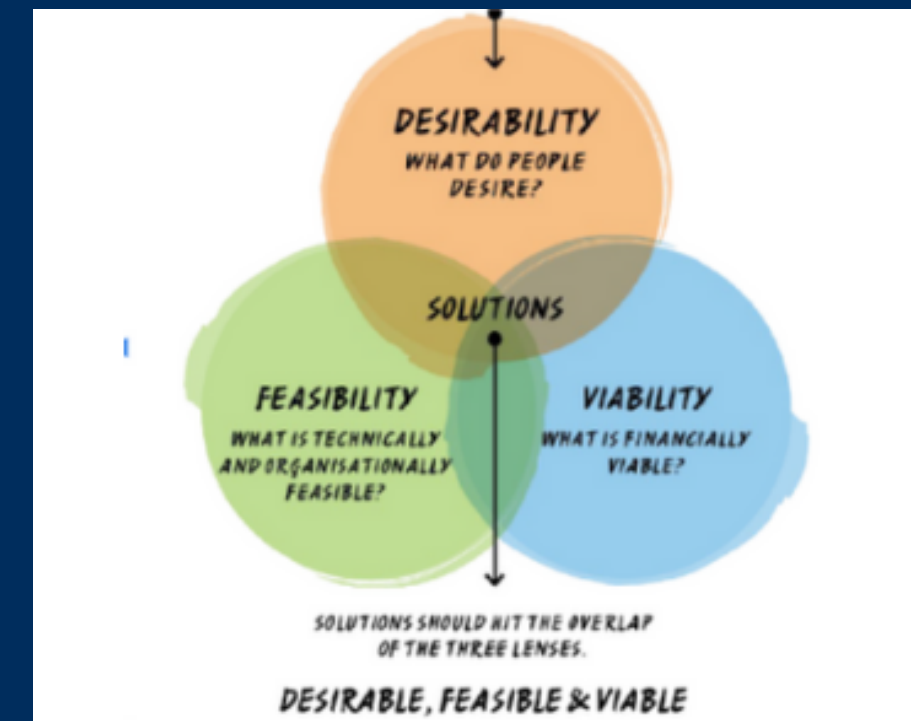 DESIRABILITY
WHAT DO PEOPLE
DESIRE?
SOLUTIONS
FEASIBILITY
WHAT IS TECHNICALLY
AND ORGANISATIONALLY
FEASIBLE?
VIABILITY
WHAT IS FINANCIALLY
VIABLE?
SOLUTIONS SHOULD HIT THE OVERLAP
OF THE THREE LENSES.
DESIRABLE, FEASIBLE & VIABLE